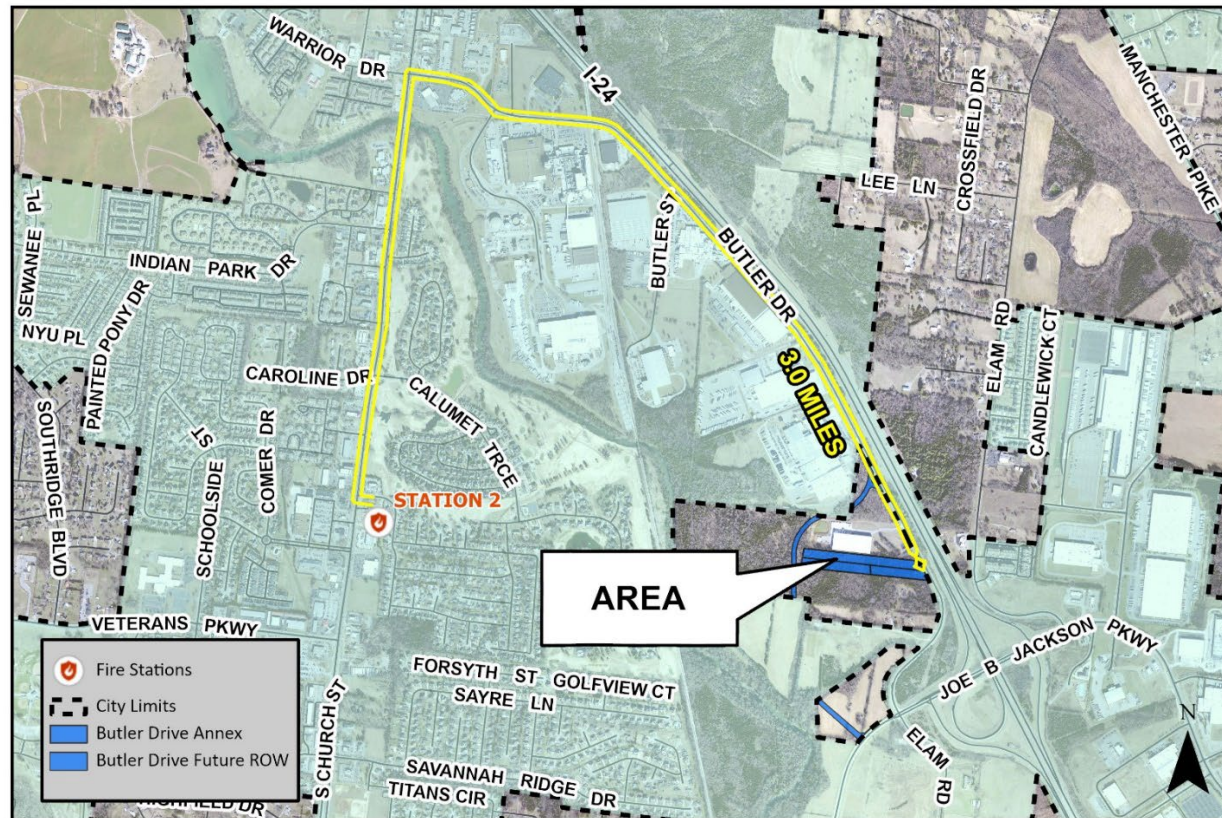 WARRIOR DR
I-24
MANCHESTER PIKE
CROSSFIELD DR
LEE LN
SEWANEE PL
INDIAN PARK DR
BUTLER ST
BUTLER DR
NYU PL
PAINTED PONY DR
ELAM RD
CANDLEWICK CT
CAROLINE DR
CALUMET TRCE
3.0 MILES
SOUTHRIDGE BLVD
SCHOOLSIDE ST
COMER DR
STATION 2
AREA
VETERANS PKWY
JOE B JACKSON PKWY
FORSYTH ST
GOLFVIEW CT
SAYRE LN
S CHURCH ST
ELAM RD
SAVANNAH RIDGE DR
TITANS CIR
N
Fire Stations
City Limits
Butler Drive Annex
Butler Drive Future ROW